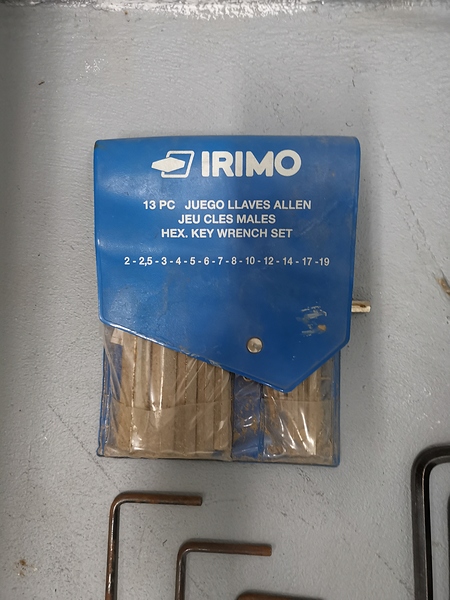 IRIMO
13 PC JUEGO LLAVES ALLEN
JEU CLES MALES
HEX. KEY WRENCH SET
2 - 2,5 - 3 - 4 - 5 - 6 - 7 - 8 - 10 - 12 - 14 - 17 - 19